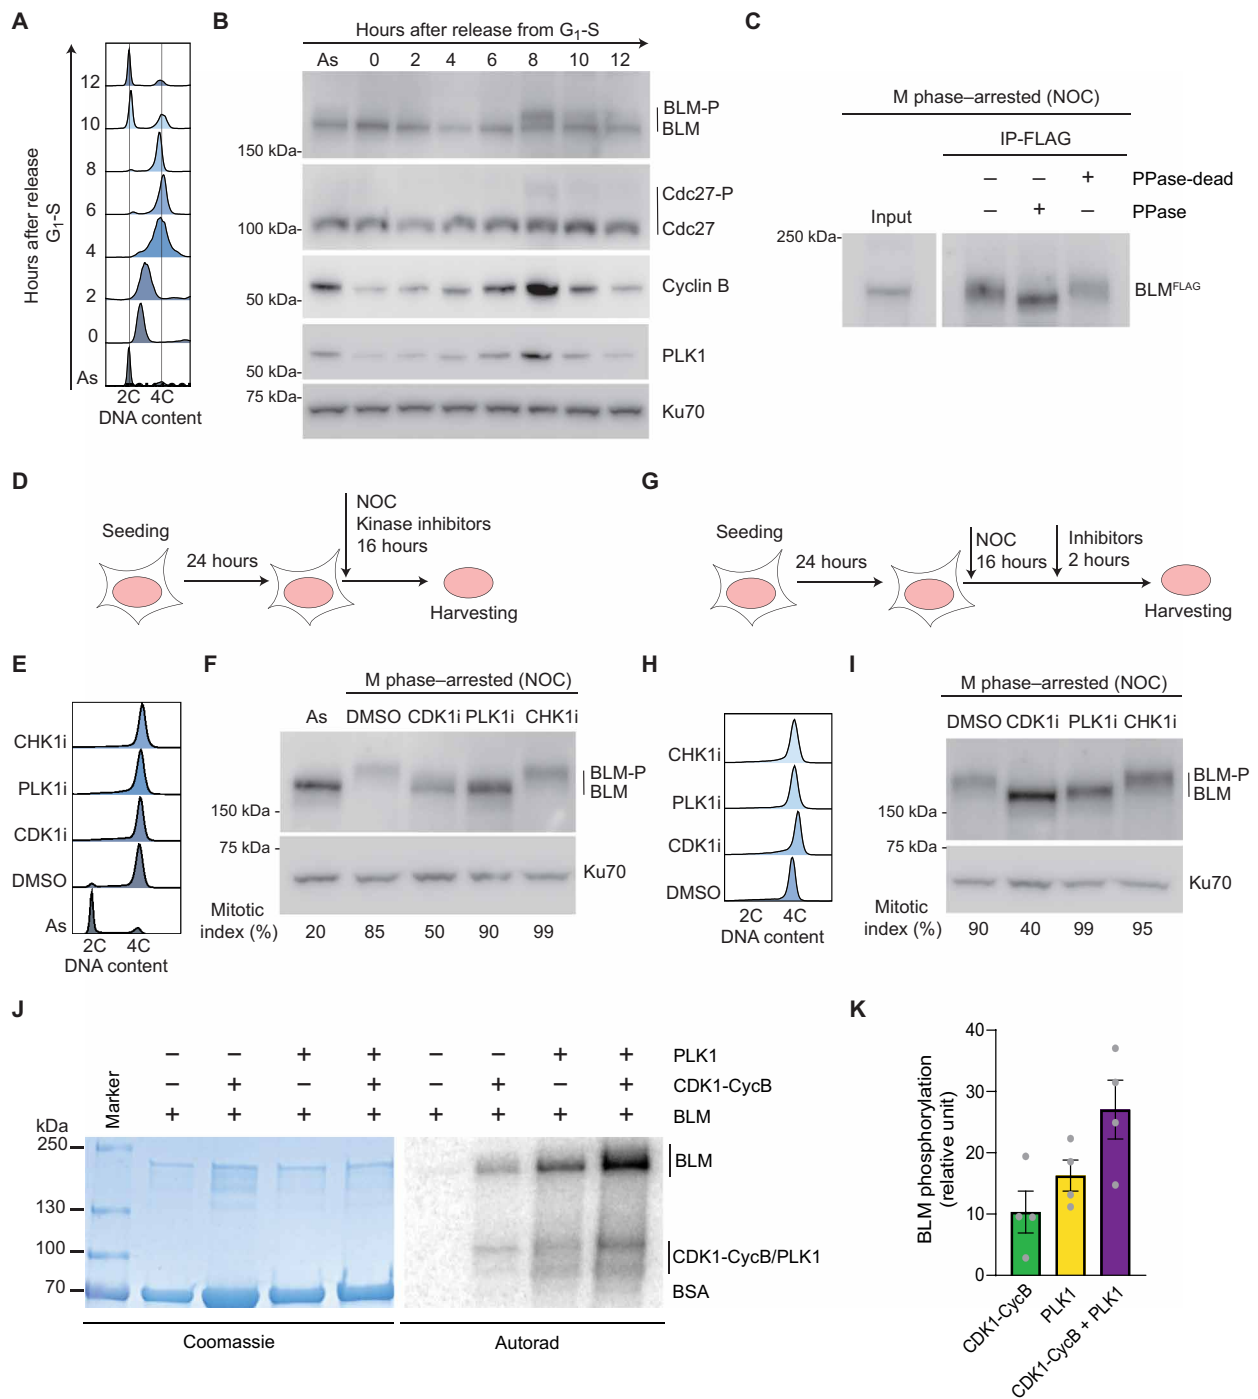 A
Hours after release
G1-S
12
10
8
6
4
2
0
As
2C 4C
DNA content
B
Hours after release from G1-S
As 0 2 4 6 8 10 12
BLM-P
BLM
150 kDa-
Cdc27-P
100 kDa-
Cdc27
Cyclin B
50 kDa-
PLK1
50 kDa-
75 kDa-
Ku70
C
M phase–arrested (NOC)
IP-FLAG
– – + PPase-dead
Input – + – PPase
250 kDa-
BLMFLAG
D
NOC
Kinase inhibitors
16 hours
Seeding
24 hours
Harvesting
G
Seeding
24 hours
NOC
16 hours
Inhibitors
2 hours
Harvesting
E
CHK1i
PLK1i
CDK1i
DMSO
As
2C 4C
DNA content
F
M phase–arrested (NOC)
As DMSO CDK1i PLK1i CHK1i
BLM-P
BLM
150 kDa -
75 kDa -
Ku70
Mitotic
index (%) 20 85 50 90 99
H
CHK1i
PLK1i
CDK1i
DMSO
2C 4C
DNA content
I
M phase–arrested (NOC)
DMSO CDK1i PLK1i CHK1i
BLM-P
BLM
150 kDa -
75 kDa -
Ku70
Mitotic
index (%) 90 40 99 95
J
– – + + – – + + PLK1
– + – + – + – + CDK1-CycB
+ + + + + + + + BLM
Marker
kDa
250
130
100
70
BLM
CDK1-CycB/PLK1
BSA
Coomassie Autorad
K
BLM phosphorylation
(relative unit)
40
30
20
10
0
CDK1-CycB
PLK1
CDK1-CycB + PLK1